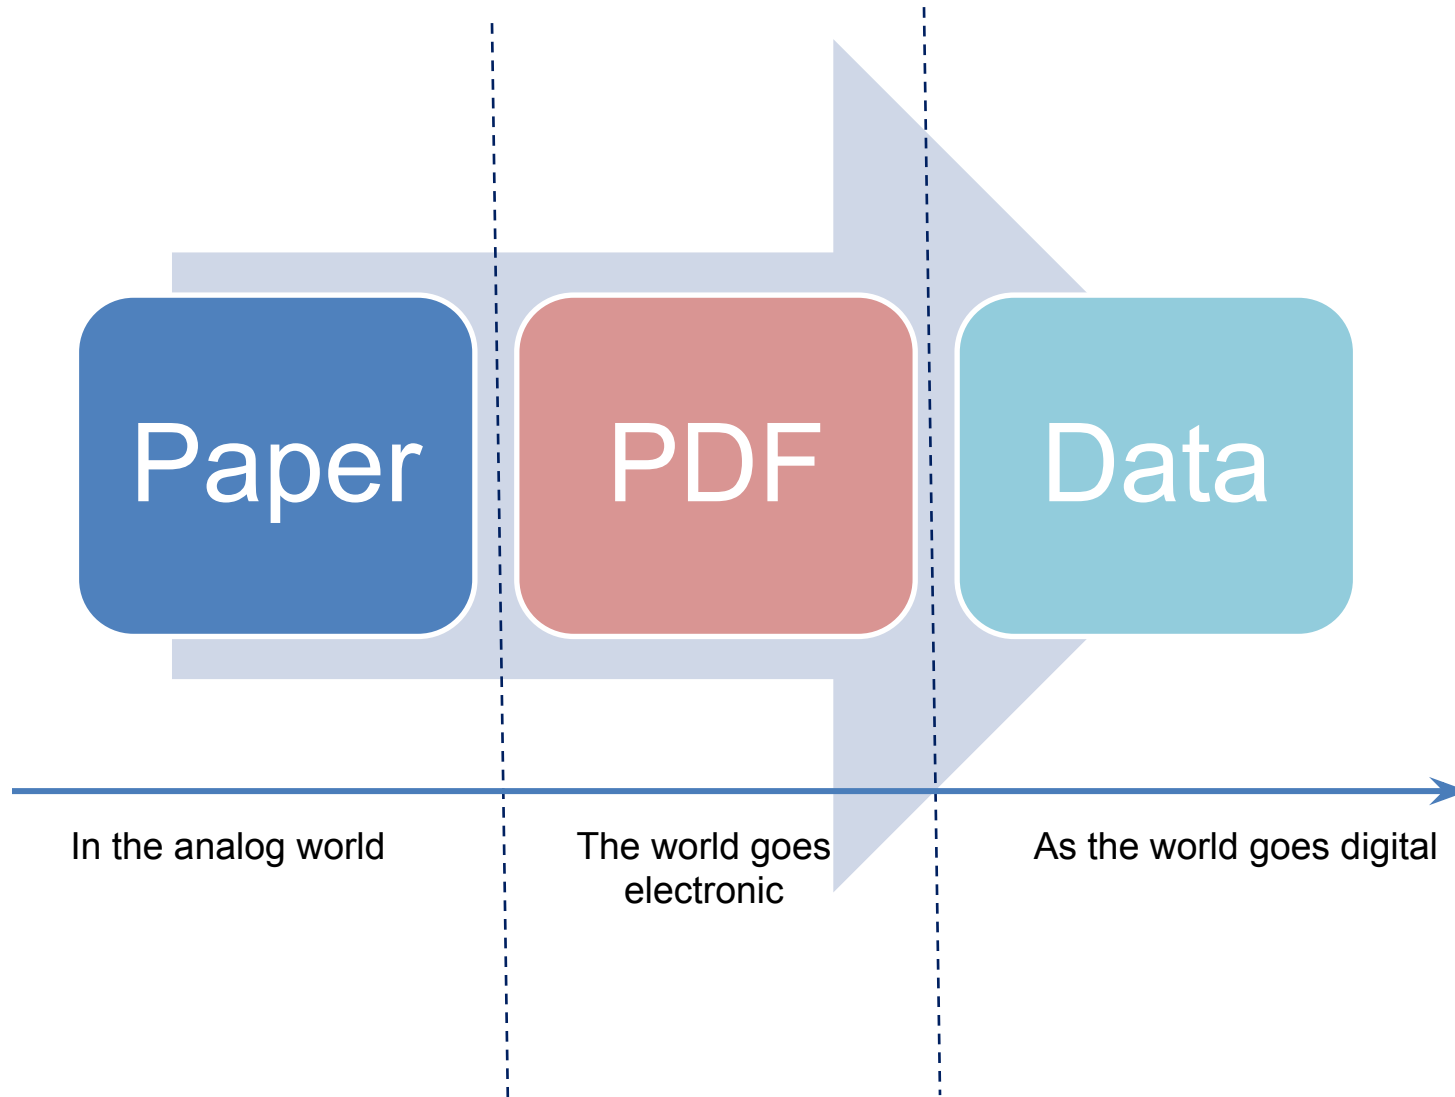 Paper
PDF
Data
In the analog world
The world goes
electronic
As the world goes digital